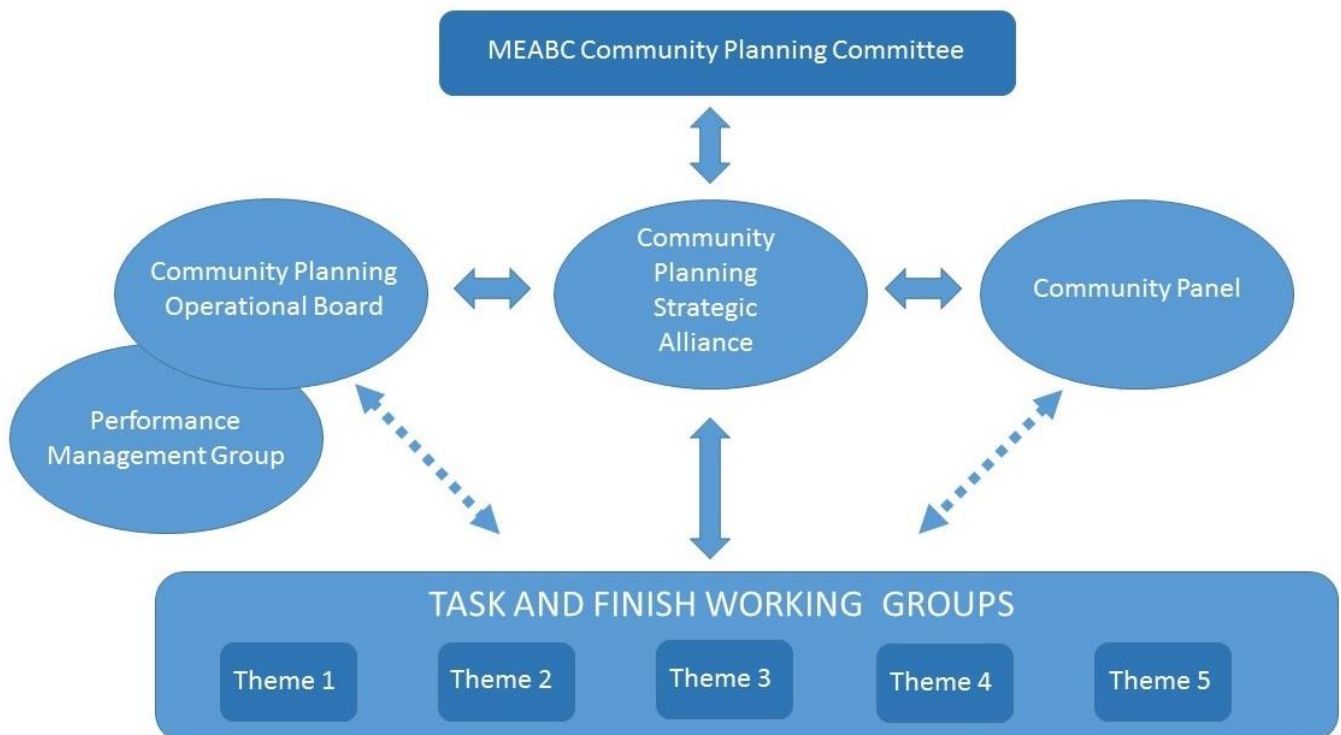 MEABC Community Planning Committee
Community Planning
Operational Board
Community
Planning
Strategic
Alliance
Community Panel
Performance
Management Group
TASK AND FINISH WORKING GROUPS
Theme 1
Theme 2
Theme 3
Theme 4
Theme 5